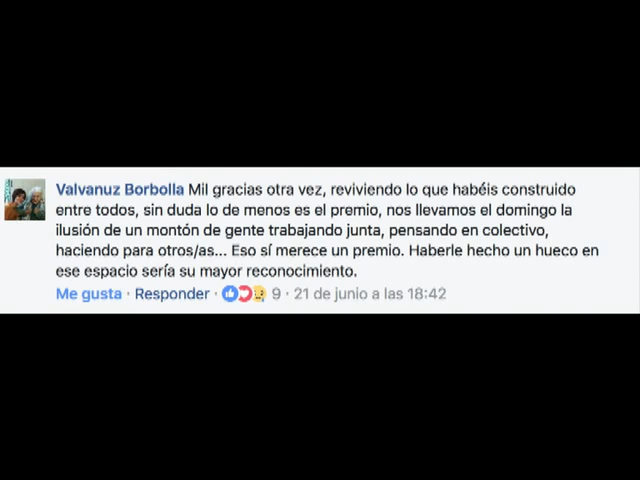 Valvanuz Borbolla Mil gracias otra vez, reviviendo lo que habéis construido
entre todos, sin duda lo de menos es el premio, nos llevamos el domingo la
ilusión de un montón de gente trabajando junta, pensando en colectivo,
haciendo para otros/as... Eso sí merece un premio. Haberle hecho un hueco en
ese espacio sería su mayor reconocimiento.
Me gusta · Responder · 9 · 21 de junio a las 18:42